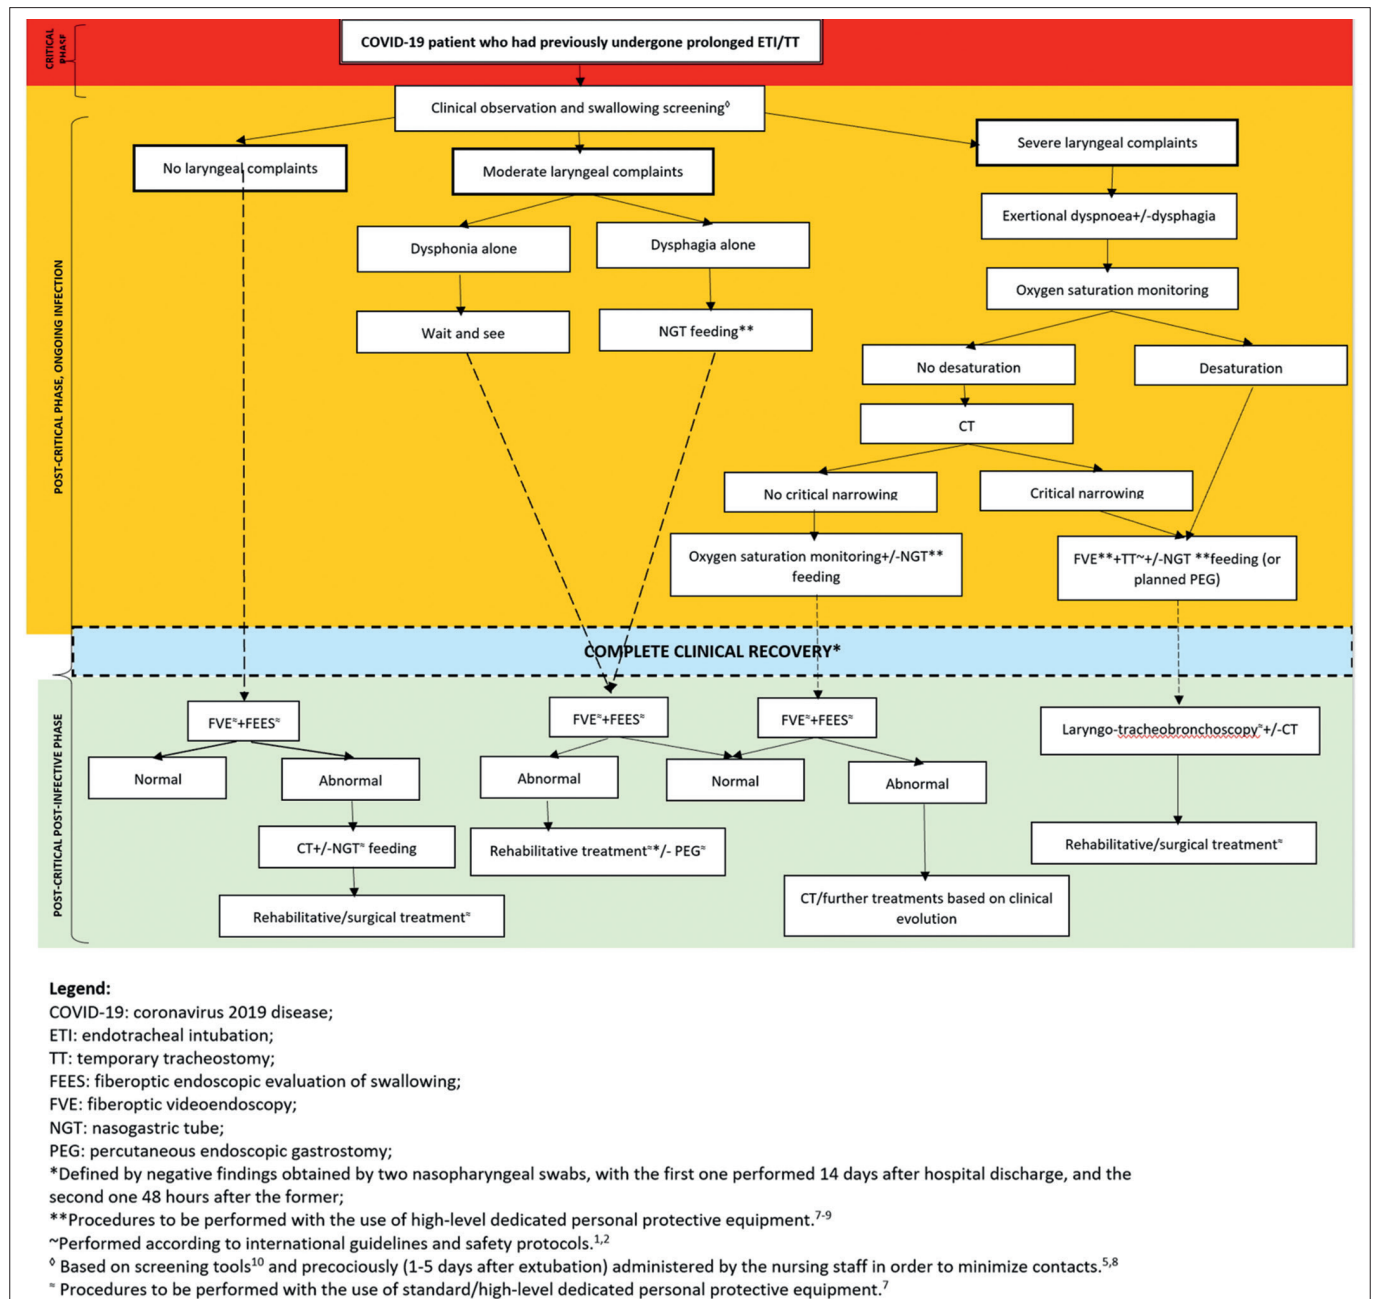 CRITICAL
PHASE
COVID-19 patient who had previously undergone prolonged ETI/TT
POST-CRITICAL PHASE, ONGOING INFECTION
Clinical observation and swallowing screening◊
No laryngeal complaints
Moderate laryngeal complaints
Severe laryngeal complaints
Exertional dyspnoea+/-dysphagia
Dysphonia alone
Dysphagia alone
Oxygen saturation monitoring
Wait and see
NGT feeding**
No desaturation
Desaturation
CT
No critical narrowing
Critical narrowing
Oxygen saturation monitoring+/-NGT**
feeding
FVE**+TT~+/-NGT **feeding (or
planned PEG)
COMPLETE CLINICAL RECOVERY*
POST-CRITICAL POST-INFECTIVE PHASE
FVE≈+FEES≈
FVE≈+FEES≈
FVE≈+FEES≈
Laryngo-tracheobronchoscopy≈+/-CT
Normal
Abnormal
Abnormal
Normal
Abnormal
CT+/-NGT≈ feeding
Rehabilitative treatment≈*/- PEG≈
Rehabilitative/surgical treatment≈
Rehabilitative/surgical treatment≈
CT/further treatments based on clinical
evolution
Legend:
COVID-19: coronavirus 2019 disease;
ETI: endotracheal intubation;
TT: temporary tracheostomy;
FEES: fiberoptic endoscopic evaluation of swallowing;
FVE: fiberoptic videoendoscopy;
NGT: nasogastric tube;
PEG: percutaneous endoscopic gastrostomy;
*Defined by negative findings obtained by two nasopharyngeal swabs, with the first one performed 14 days after hospital discharge, and the
second one 48 hours after the former;
**Procedures to be performed with the use of high-level dedicated personal protective equipment.7-9
~Performed according to international guidelines and safety protocols.1,2
◊ Based on screening tools10 and precociously (1-5 days after extubation) administered by the nursing staff in order to minimize contacts.5,8
≈ Procedures to be performed with the use of standard/high-level dedicated personal protective equipment.7